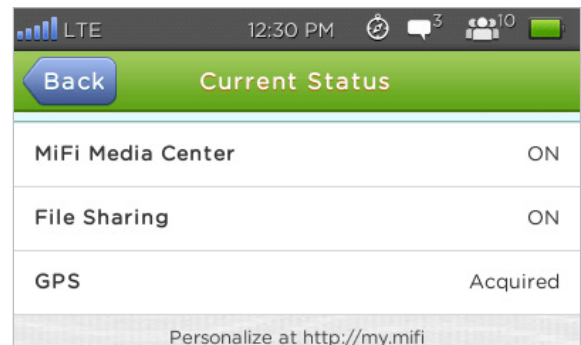 LTE 12:30 PM 3 10
Back Current Status
MiFi Media Center ON
File Sharing ON
GPS Acquired
Personalize at http://my.mifi